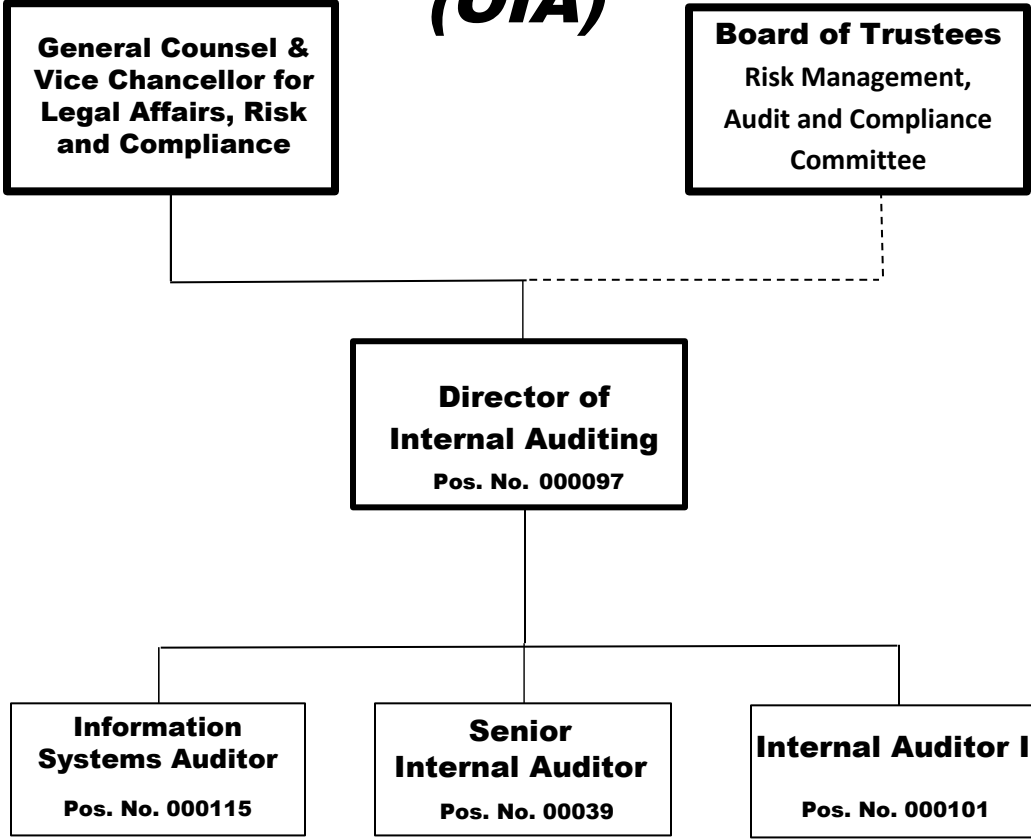 General Counsel &
Vice Chancellor for
Legal Affairs, Risk
and Compliance
Board of Trustees
Risk Management,
Audit and Compliance
Committee
Director of
Internal Auditing
Pos. No. 000097
Information
Systems Auditor
Pos. No. 000115
Senior
Internal Auditor
Pos. No. 00039
Internal Auditor I
Pos. No. 000101